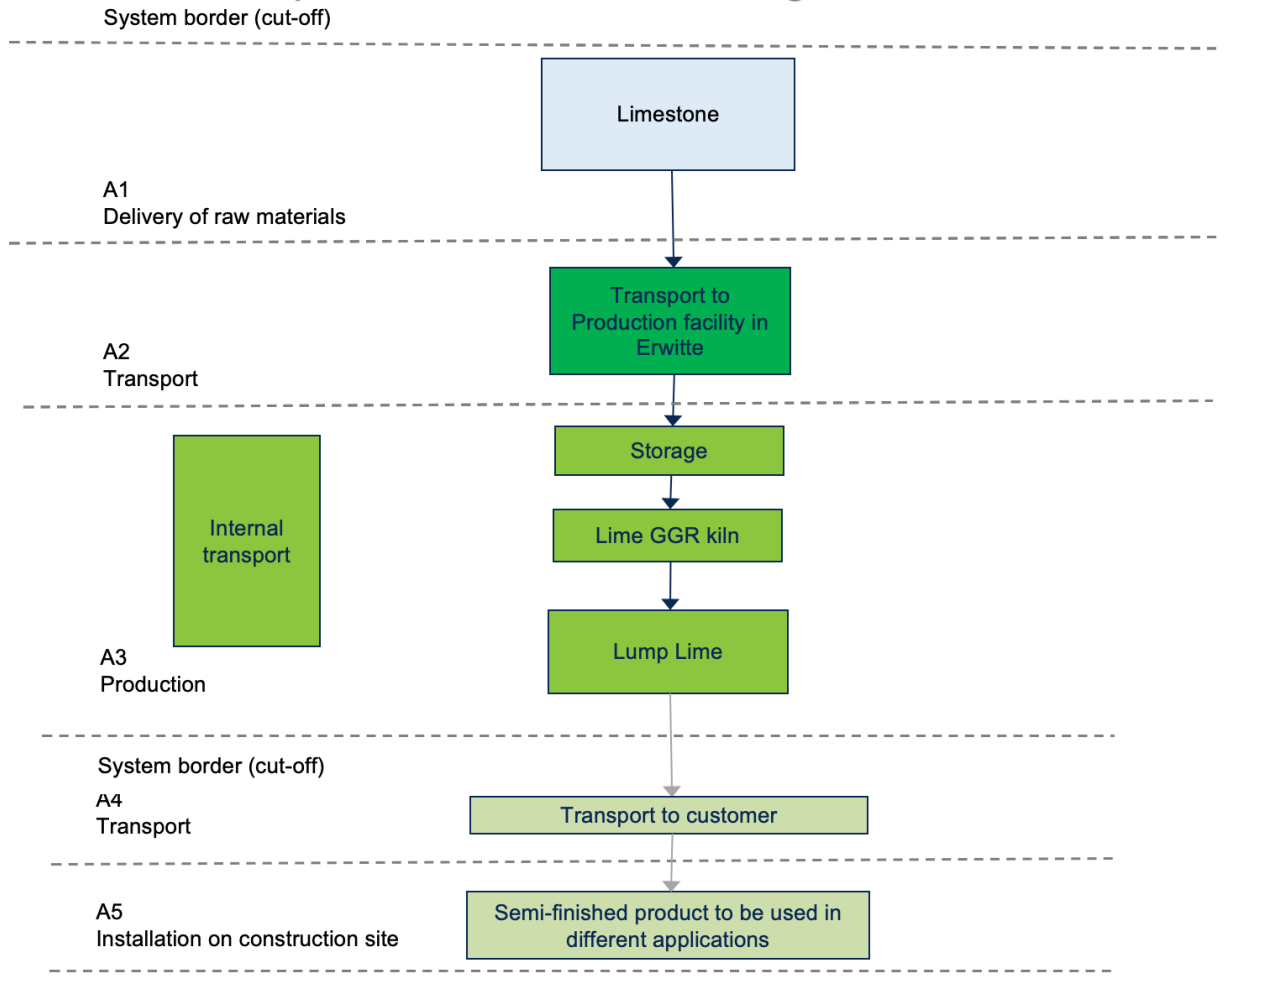 System border (cut-off)
Limestone
A1
Delivery of raw materials
Transport to
Production facility in
Erwitte
A2
Transport
Storage
Internal
transport
Lime GGR kiln
Lump Lime
A3
Production
System border (cut-off)
A4
Transport
Transport to customer
A5
Installation on construction site
Semi-finished product to be used in
different applications